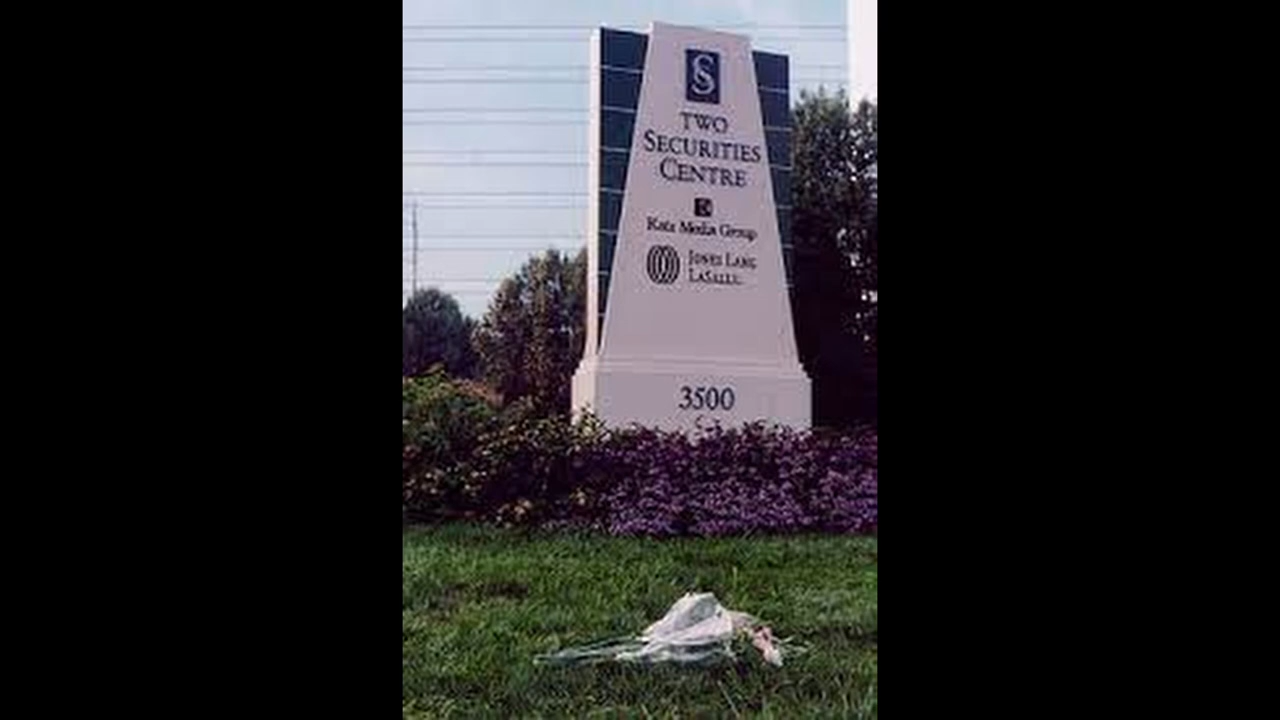 S
TWO
SECURITIES
CENTRE
K
Katz Media Group
JONES LANG
LASALLE.
3500